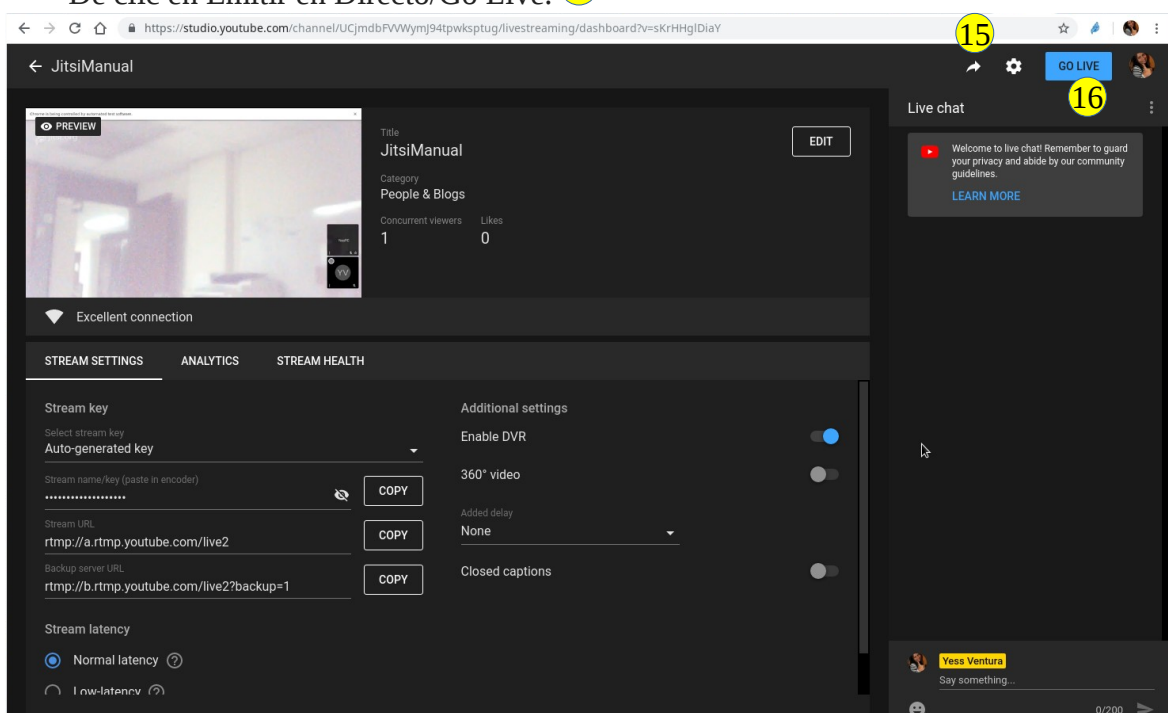 De clic en Emitir en Directo/Go Live.
https://studio.youtube.com/channel/UCjmdbFVVWymJ94tpwksptug/livestreaming/dashboard?v=sKrHHglDiaY
15
JitsiManual
GO LIVE
16
PREVIEW
Title
JitsiManual
EDIT
Category
People & Blogs
Concurrent viewers Likes
1 0
YV
Excellent connection
Live chat
Welcome to live chat! Remember to guard
your privacy and abide by our community
guidelines.
LEARN MORE
STREAM SETTINGS ANALYTICS STREAM HEALTH
Stream key
Select stream key
Auto-generated key
Stream name/key (paste in encoder)
COPY
Stream URL
rtmp://a.rtmp.youtube.com/live2
COPY
Backup server URL
rtmp://b.rtmp.youtube.com/live2?backup=1
COPY
Stream latency
Normal latency
Low-latency
Additional settings
Enable DVR
360° video
Added delay
None
Closed captions
Yess Ventura
Say something...
0/200